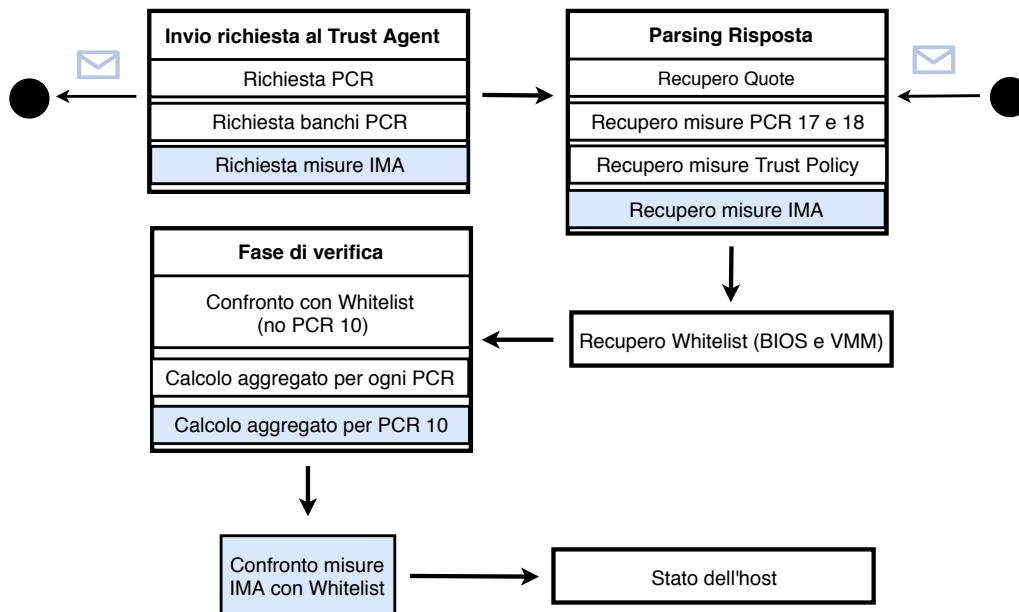 Invio richiesta al Trust Agent
Richiesta PCR
Richiesta banchi PCR
Richiesta misure IMA
Parsing Risposta
Recupero Quote
Recupero misure PCR 17 e 18
Recupero misure Trust Policy
Recupero misure IMA
Recupero Whitelist (BIOS e VMM)
Fase di verifica
Confronto con Whitelist
(no PCR 10)
Calcolo aggregato per ogni PCR
Calcolo aggregato per PCR 10
Confronto misure
IMA con Whitelist
Stato dell'host